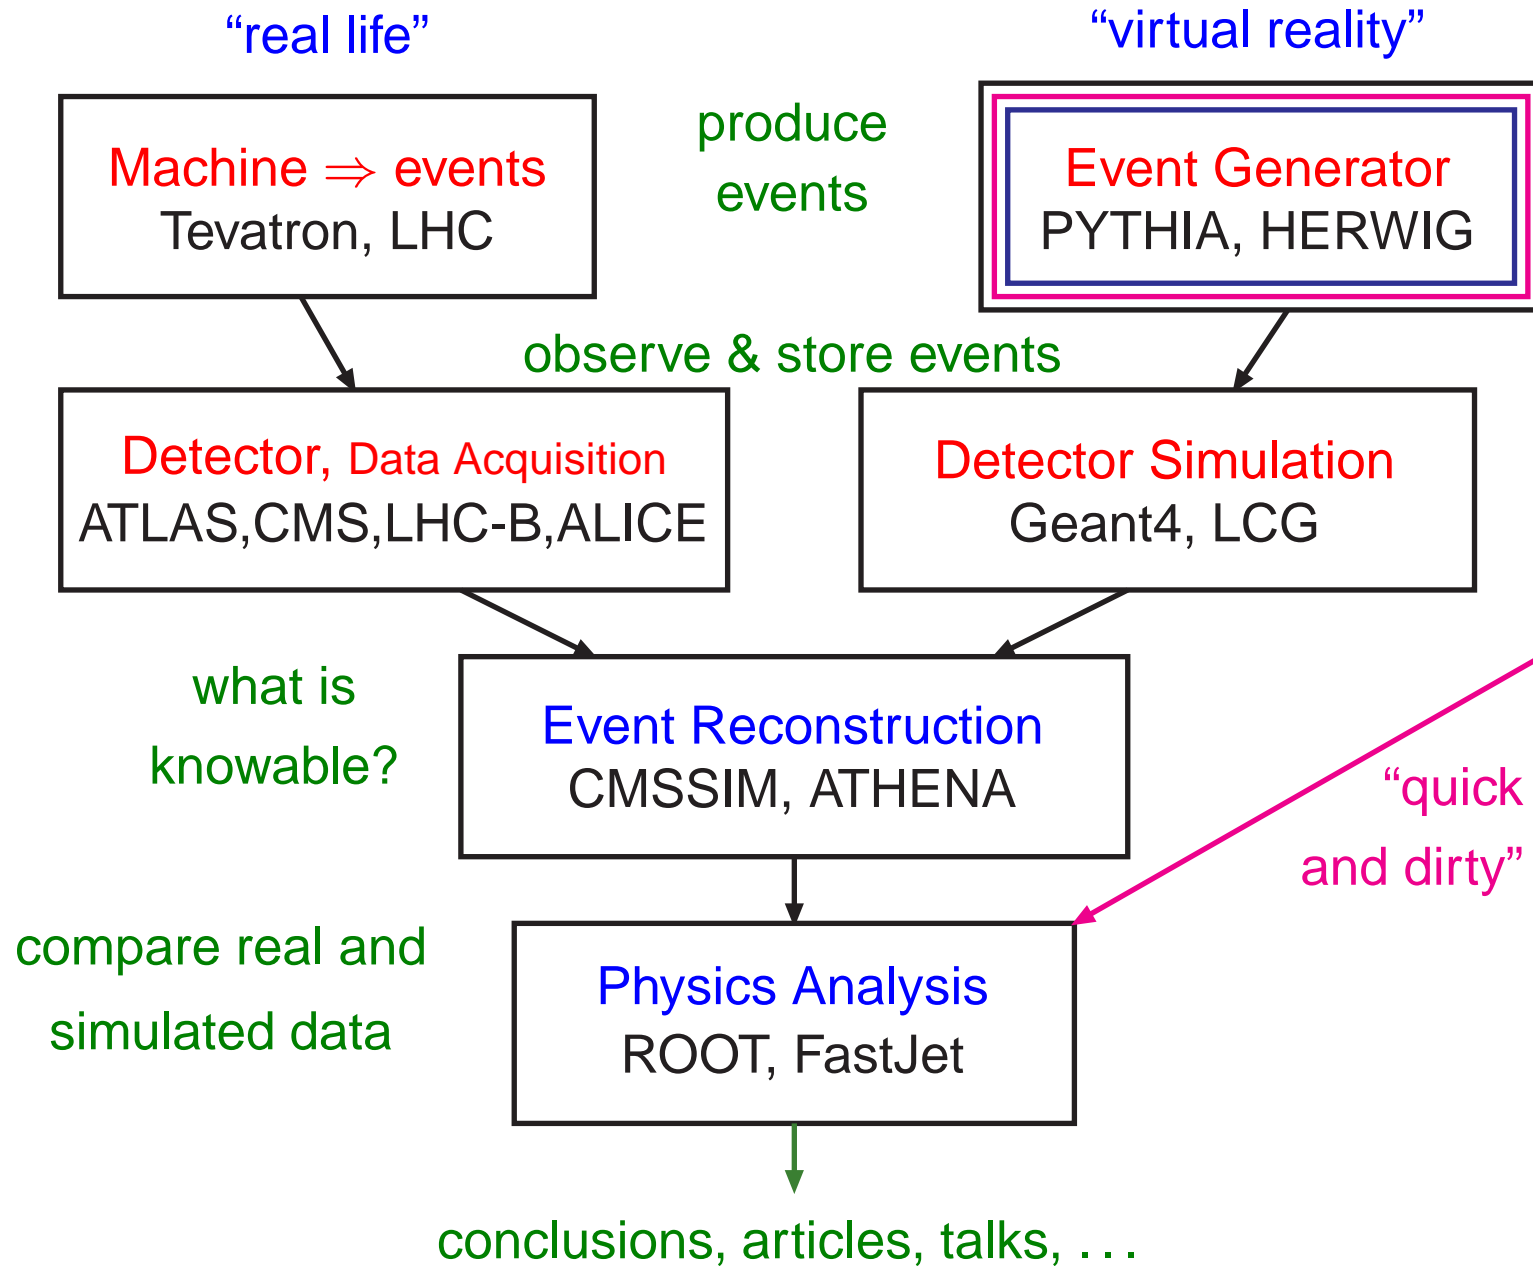 “real life”
“virtual reality”
Machine ⇒ events
Tevatron, LHC
produce
events
Event Generator
PYTHIA, HERWIG
observe & store events
Detector, Data Acquisition
ATLAS,CMS,LHC-B,ALICE
Detector Simulation
Geant4, LCG
what is
knowable?
Event Reconstruction
CMSSIM, ATHENA
“quick
and dirty”
compare real and
simulated data
Physics Analysis
ROOT, FastJet
conclusions, articles, talks, . . .